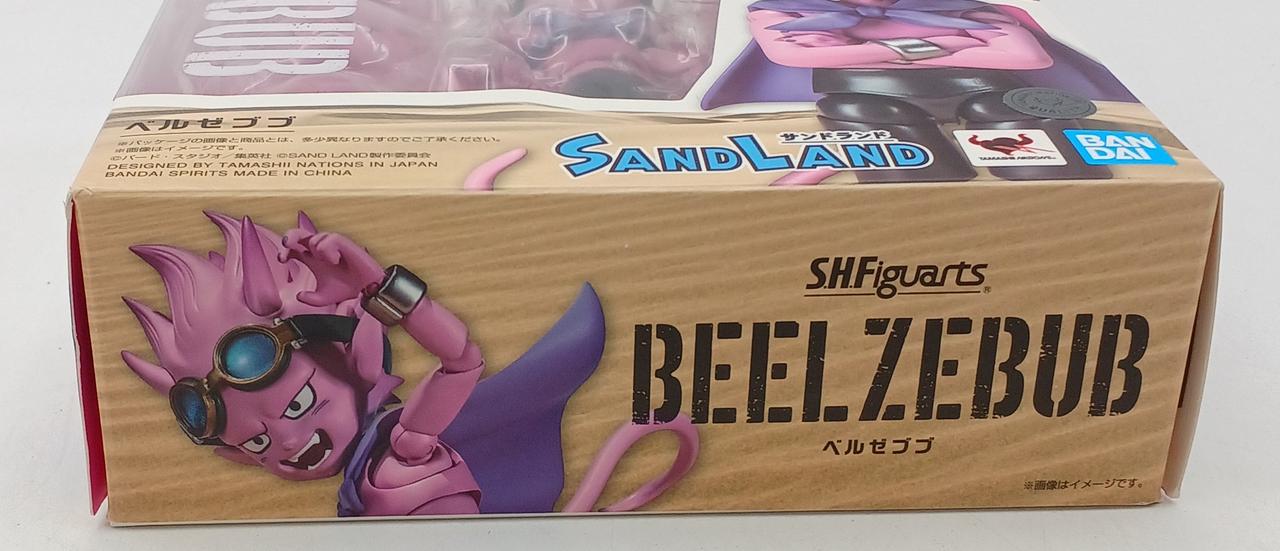 BUB
ベルゼブブ
※パッケージの画像と商品とは、多少異なりますのでご了承ください。
※画像はイメージです。
©バード・スタジオ/集英社 ©SAND LAND製作委員会
DESIGNED BY TAMASHII NATIONS IN JAPAN
BANDAI SPIRITS MADE IN CHINA
サンドランド
SANDLAND
TAMASHII NATIONS
BAN
DAI
S.H.Figuarts®
BEELZEBUB
ベルゼブブ
※画像はイメージです。